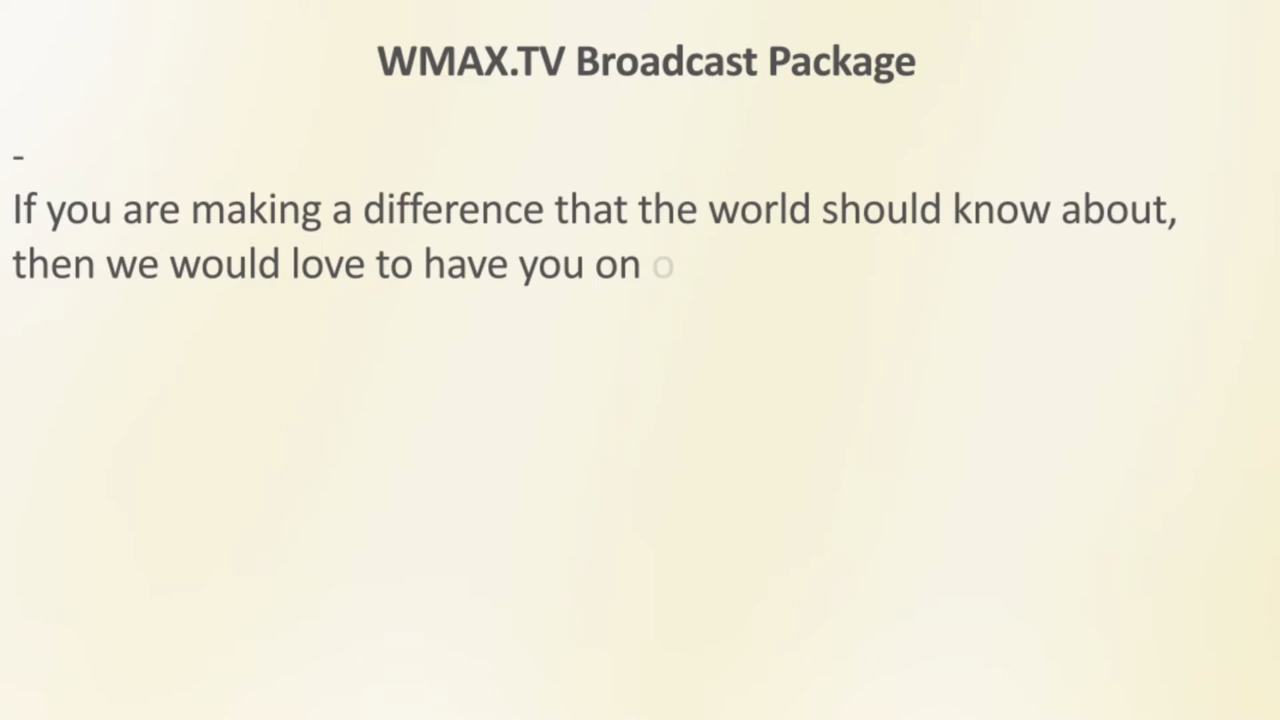 WMAX.TV Broadcast Package
-
If you are making a difference that the world should know about,
then we would love to have you on o